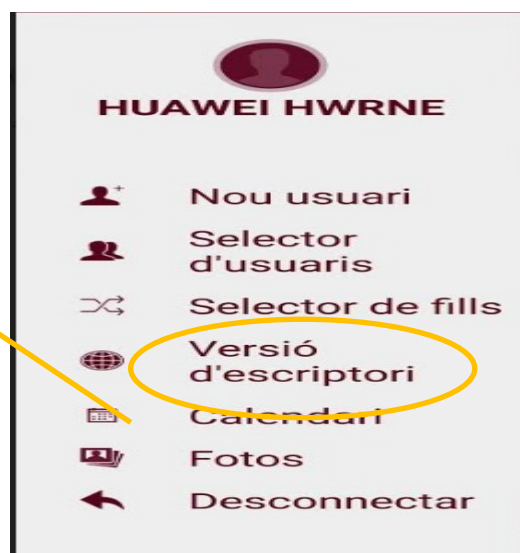 HUAWEI HWRNE
Nou usuari
Selector
d'usuaris
Selector de fills
Versió
d'escriptori
Calendari
Fotos
Desconnectar